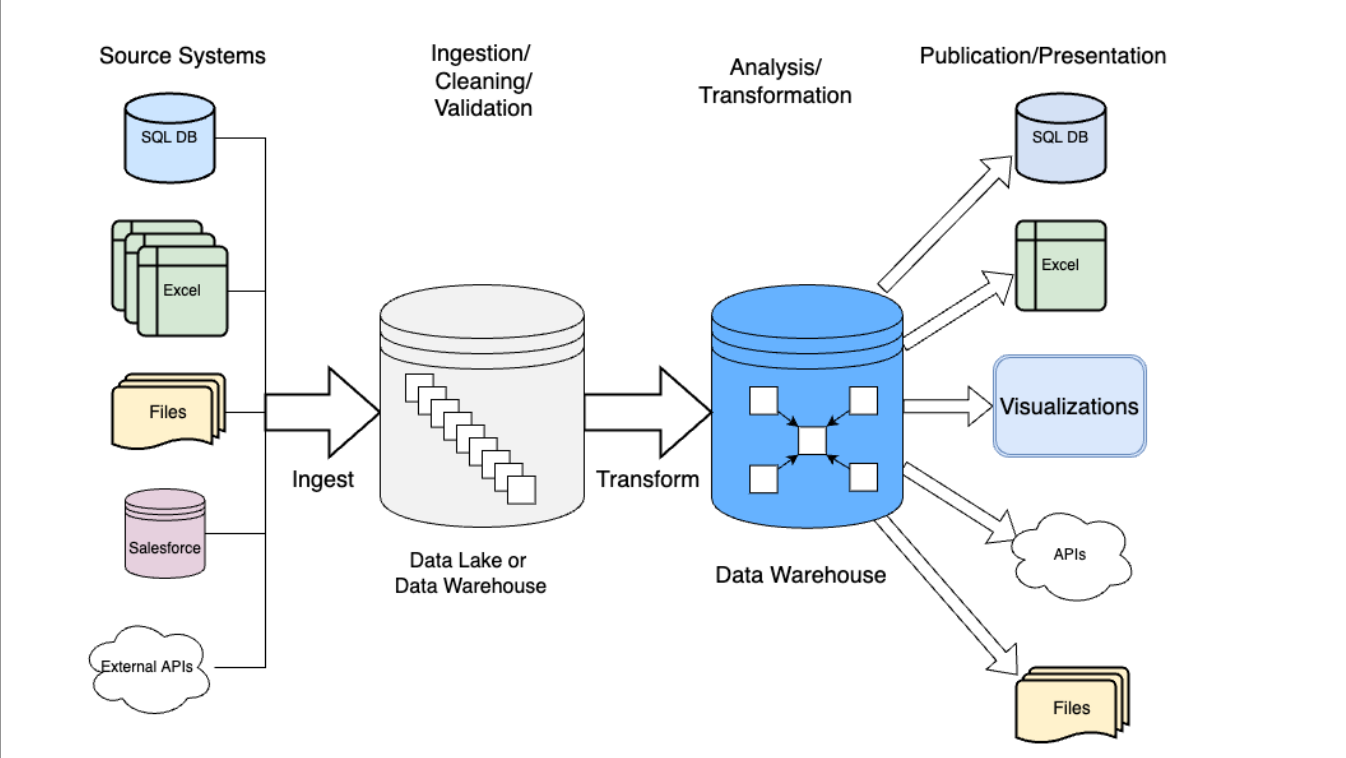 Source Systems
Ingestion/
Cleaning/
Validation
Analysis/
Transformation
Publication/Presentation
SQL DB
Excel
Files
Salesforce
External APIs
Ingest
Data Lake or
Data Warehouse
Transform
Data Warehouse
SQL DB
Excel
Visualizations
APIs
Files